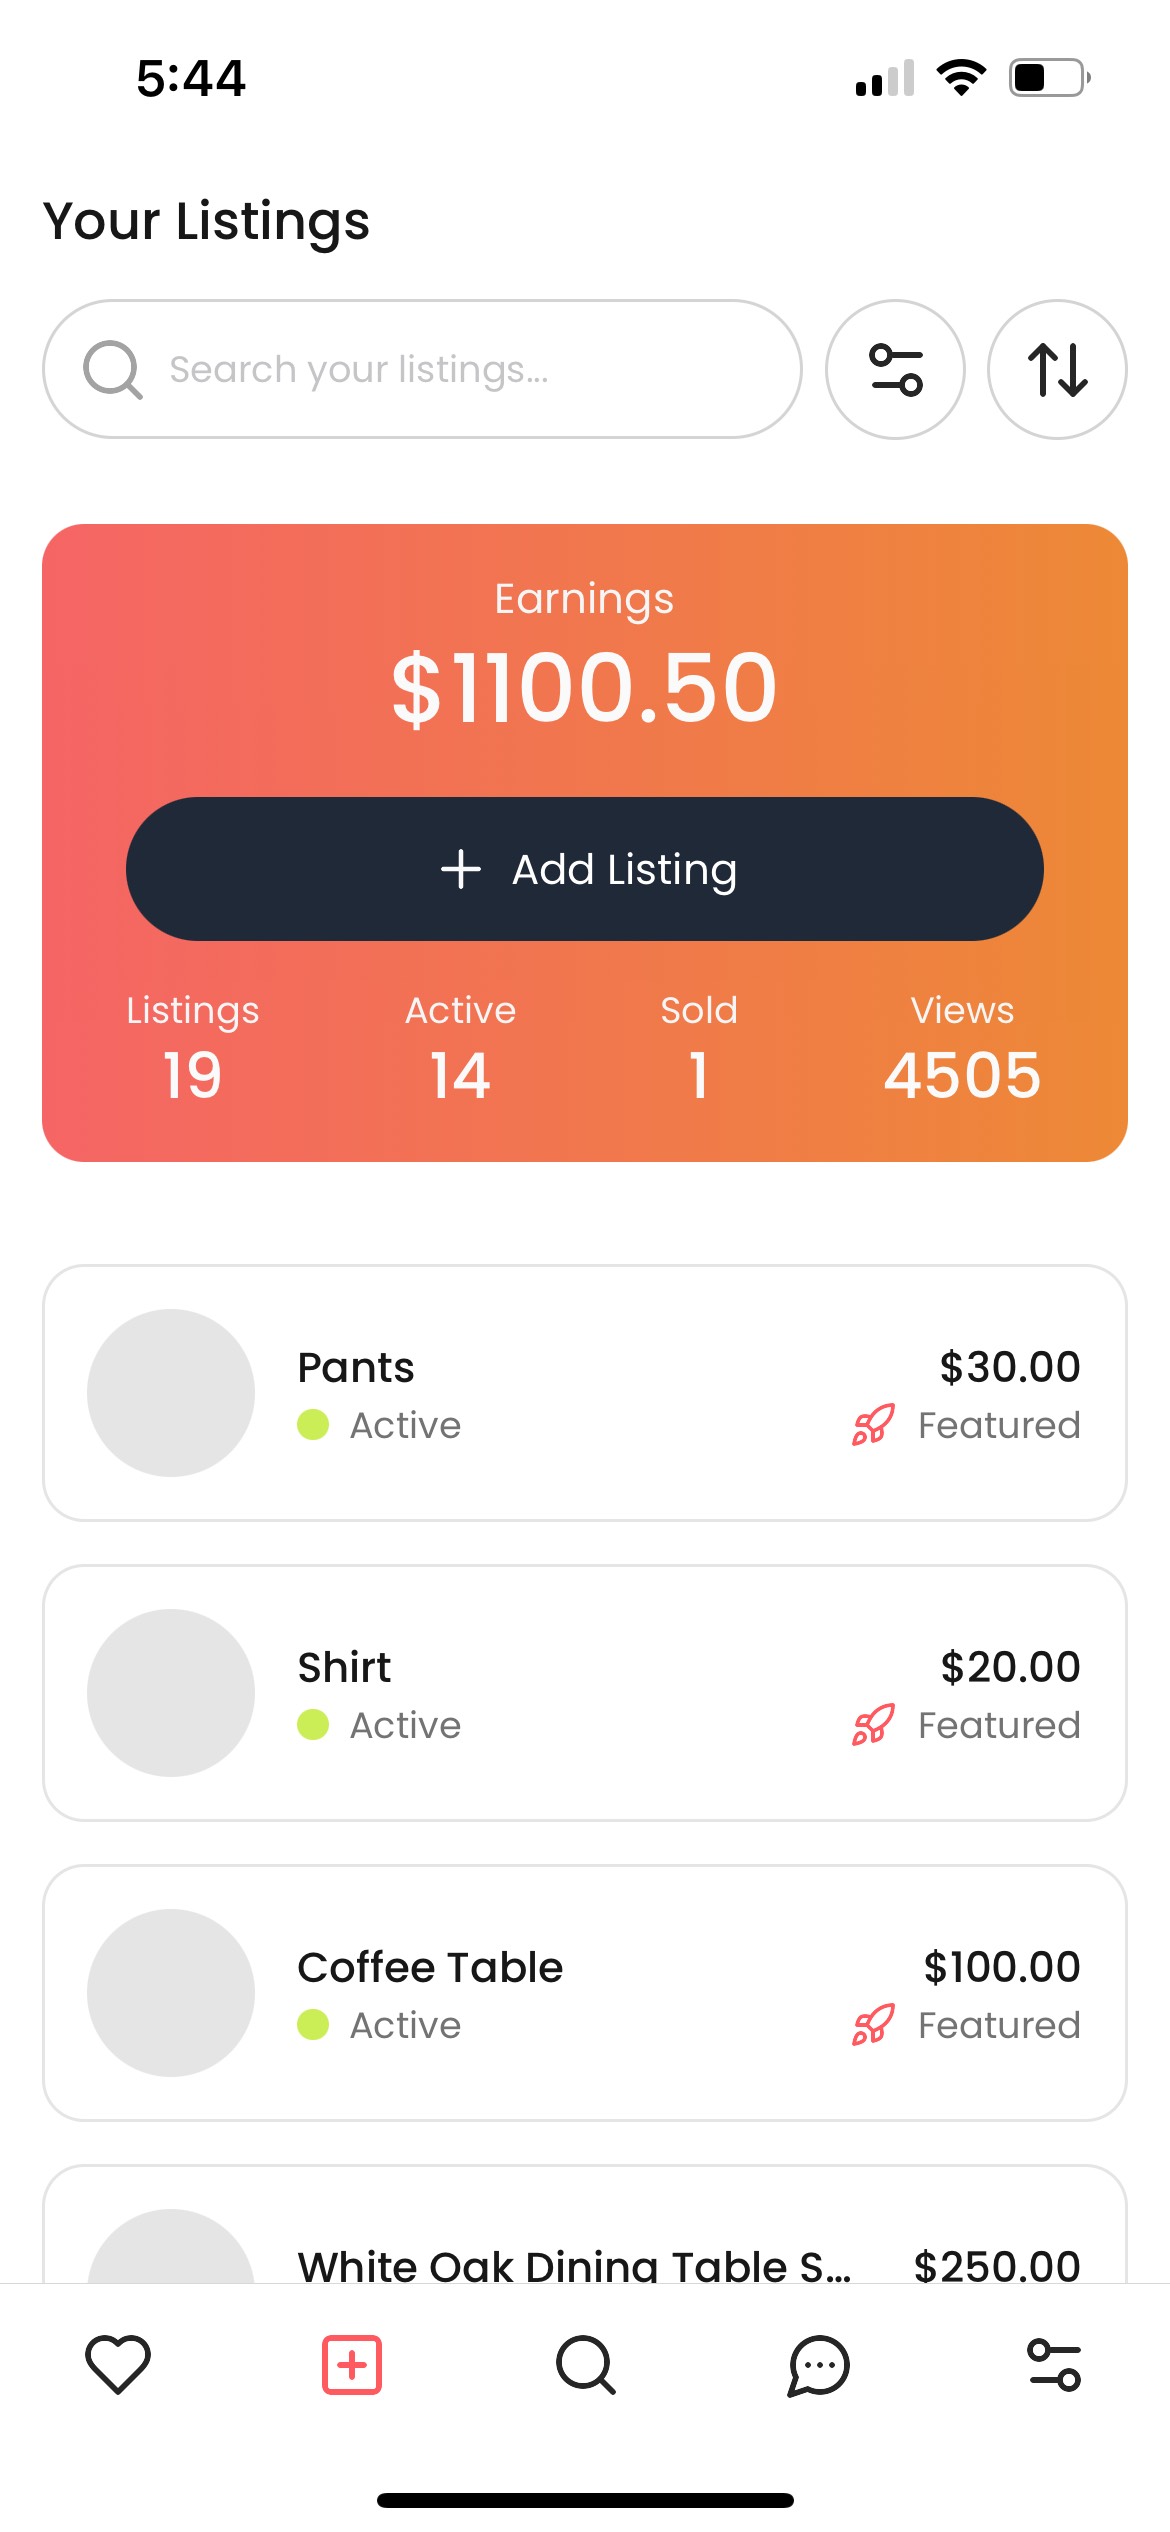 5:44
Your Listings
Search your listings...
Earnings
$1100.50
Add Listing
Listings Active Sold Views
19 14 1 4505
Pants $30.00
Active Featured
Shirt $20.00
Active Featured
Coffee Table $100.00
Active Featured
White Oak Dining Table S... $250.00